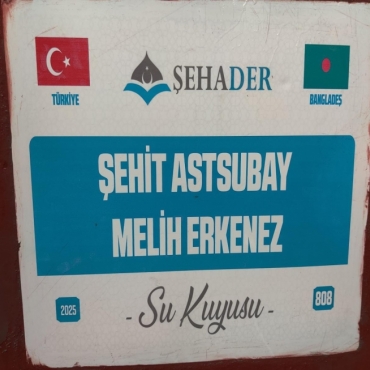 ŞEHADER
TÜRKİYE
BANGLADEŞ
ŞEHİT ASTSUBAY
MELİH ERKENEZ
2025
- Su Kuyusu -
808